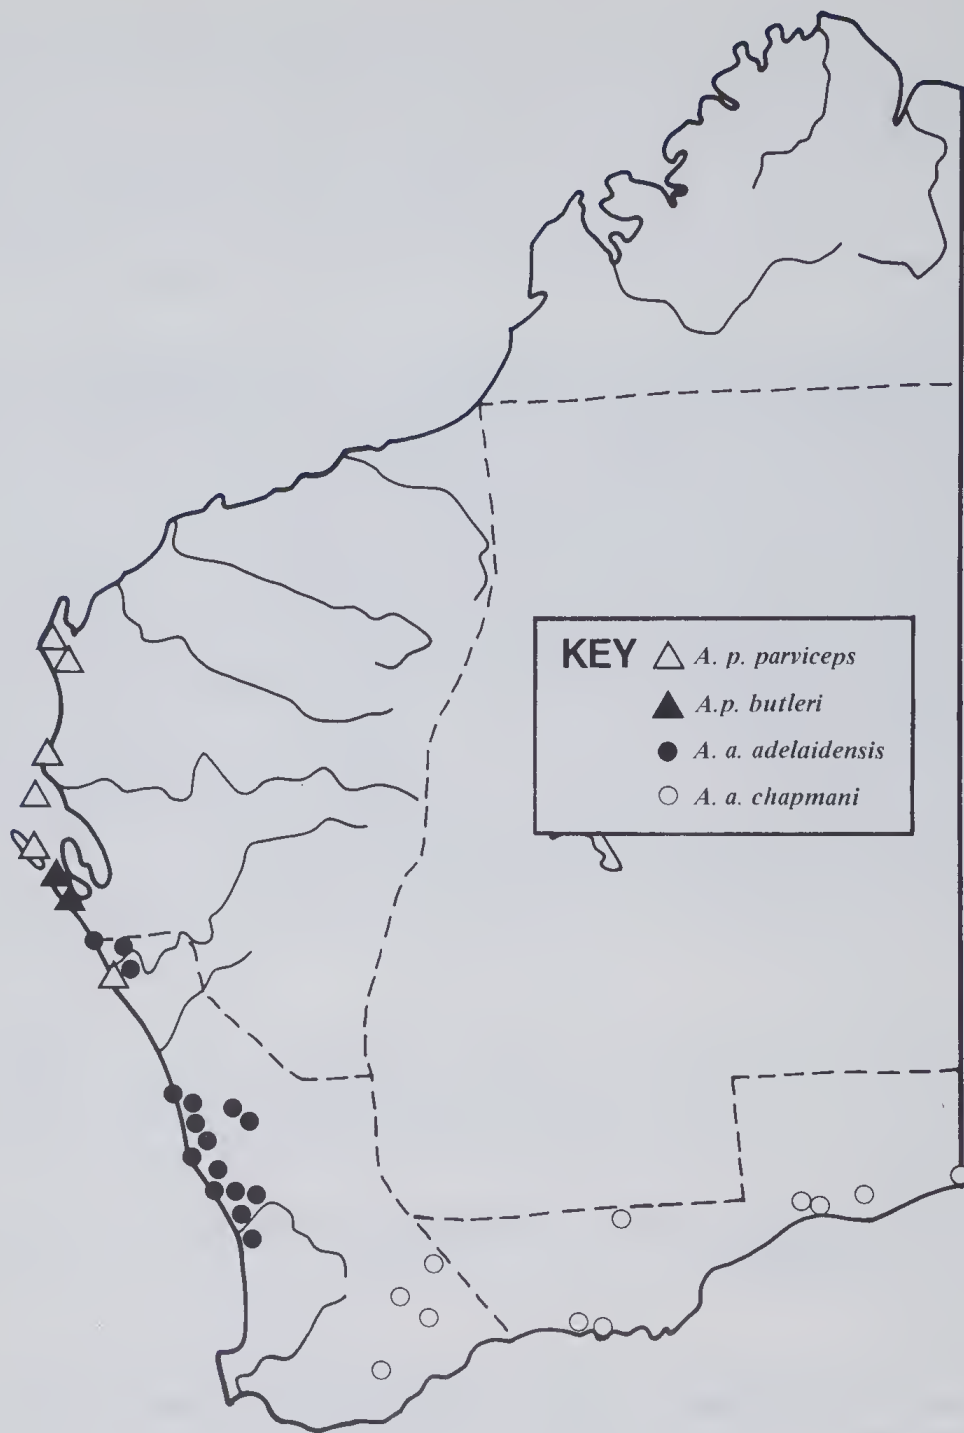 KEY A. p. parviceps
A.p. butleri
A. a. adelaidensis
A. a. chapmani